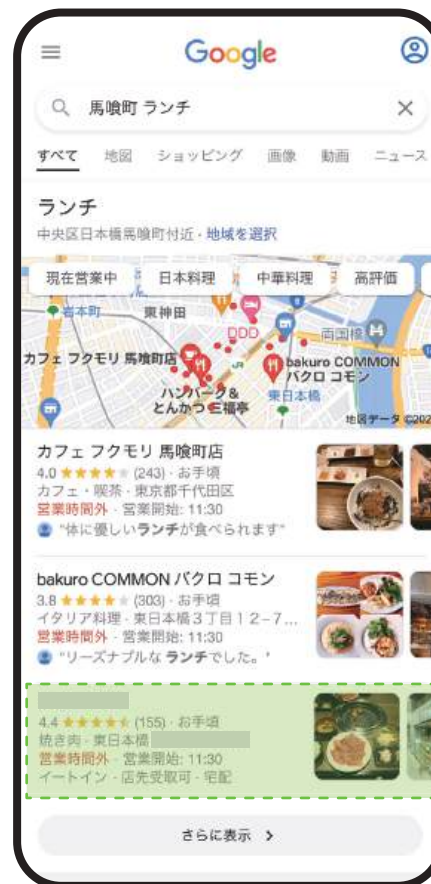 Google
馬喰町 ランチ
すべて 地図 ショッピング 画像 動画 ニュース
ランチ
中央区日本橋馬喰町付近・地域を選択
現在営業中 日本料理 中華料理 高評価
岩本町 東神田
DDD 両国橋
カフェ フクモリ 馬喰町店
bakuro COMMON
バクロ コモン
ハンバーグ&
とんかつ 三福亭
東日本橋
地図データ ©202
カフェ フクモリ 馬喰町店
4.0 ★★★★★ (243)・お手頃
カフェ・喫茶・東京都千代田区
営業時間外・営業開始: 11:30
"体に優しいランチが食べられます"
bakuro COMMON バクロ コモン
3.8 ★★★★★ (303)・お手頃
イタリア料理・東日本橋3丁目12−7...
営業時間外・営業開始: 11:30
"リーズナブルな ランチでした。"
4.4 ★★★★★ (155)・お手頃
焼き肉・東日本橋
営業時間外・営業開始: 11:30
イートイン・店先受取可・宅配
さらに表示 >